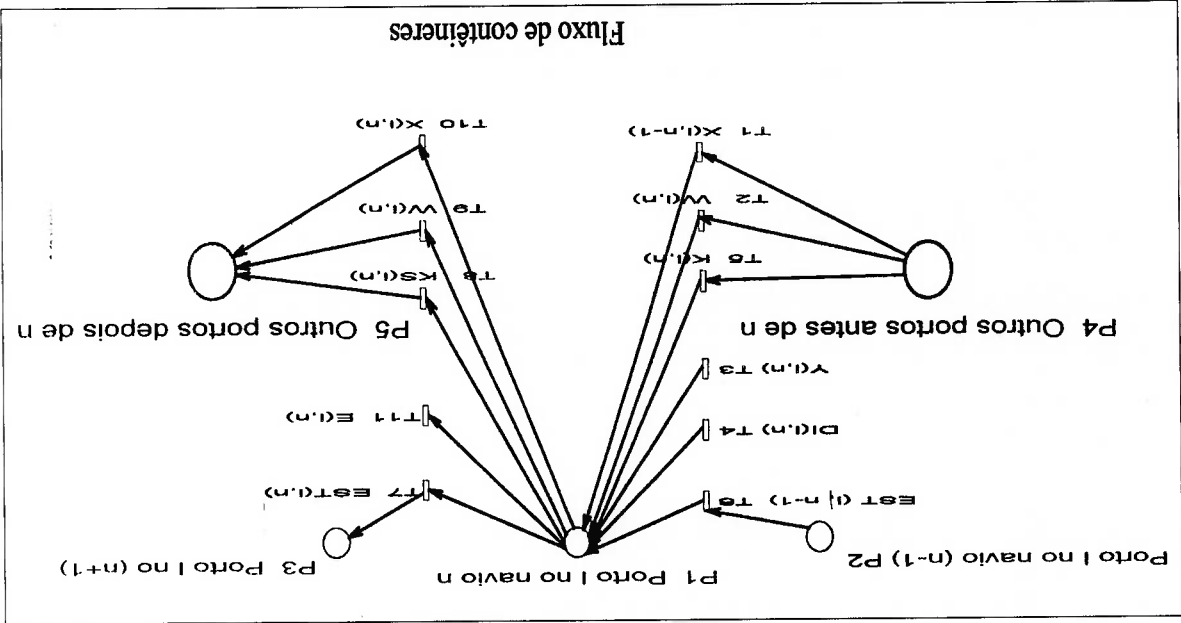 P1 Porto I no navio n
Porto I no navio (n-1) P2
P3 Porto I no (n+1)
EST (i, n-1) T6
T7 EST(i,n)
DI(i,n) T4
T11 E(i,n)
Y(i,n) T3
P4 Outros portos antes de n
P5 Outros portos depois de n
T5 K(i,n)
T8 KS(i,n)
T2 W(i,n)
T9 W(i,n)
T1 X(i,n-1)
T10 X(i,n)
Fluxo de contêineres